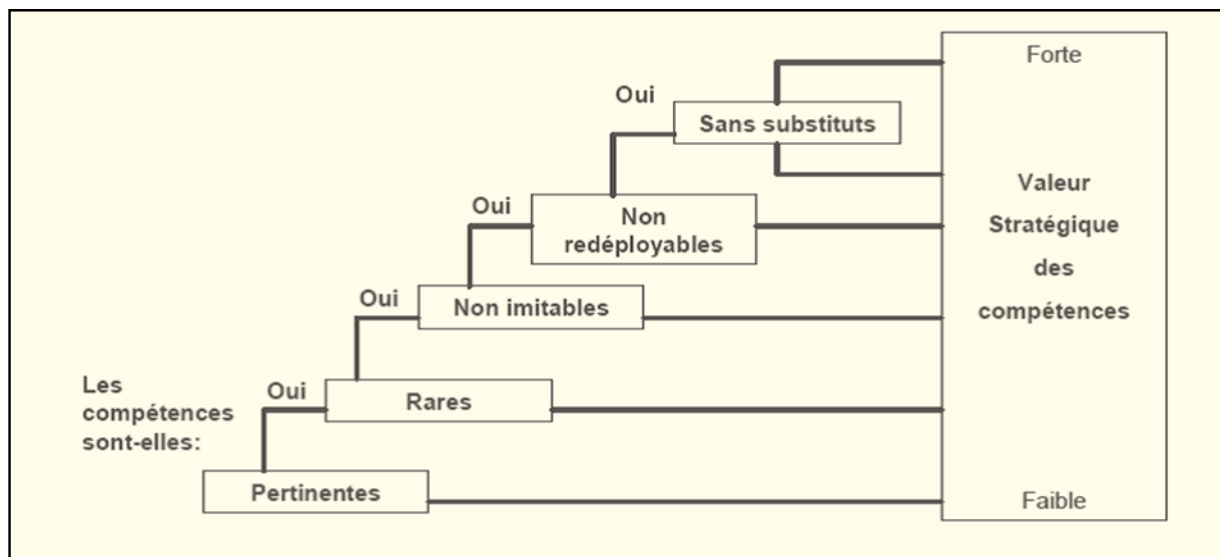 Forte
Oui
Sans substituts
Valeur
Stratégique
des
compétences
Oui
Non
redéployables
Oui
Non imitables
Les
compétences
sont-elles:
Oui
Rares
Pertinentes
Faible